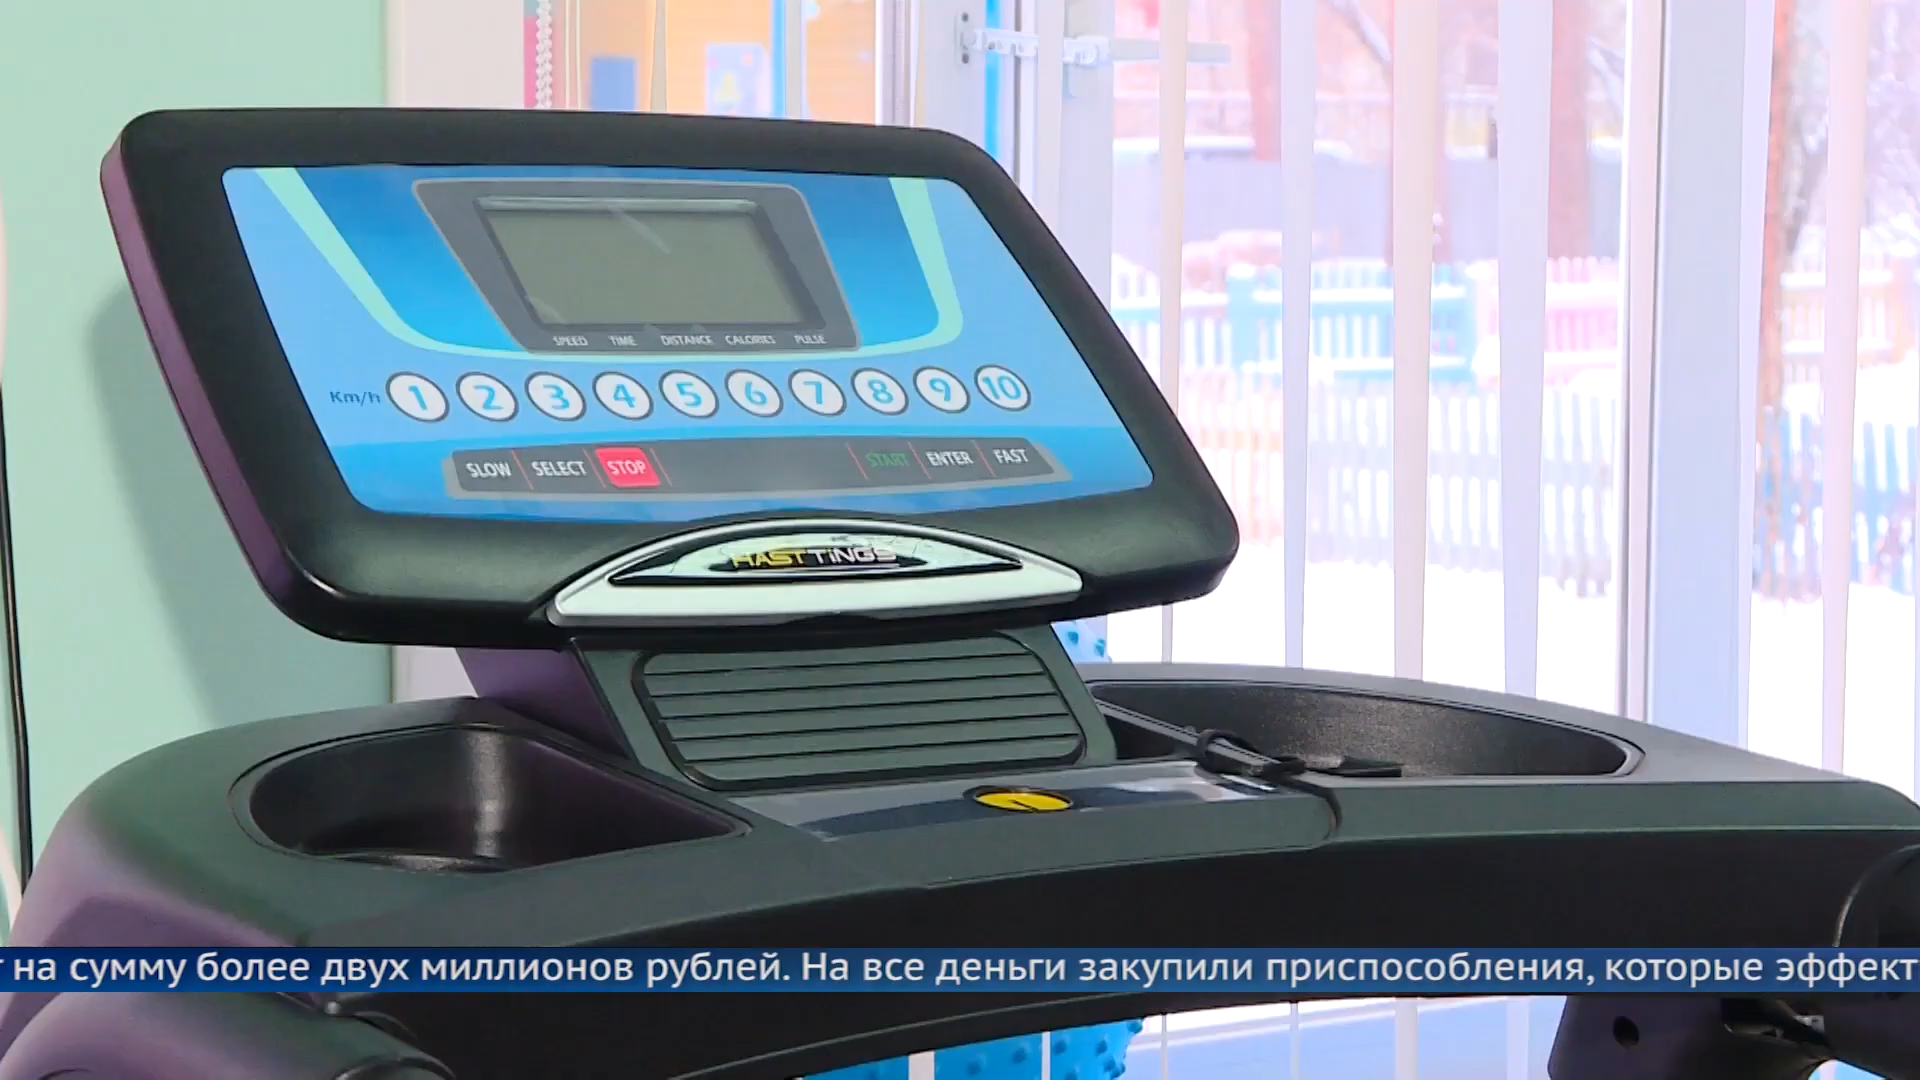 SPEED TIME DISTANCE CALORIES PULSE
Km/h 1 2 3 4 5 6 7 8 9 10
SLOW SELECT STOP START ENTER FAST
HASTTINGS
на сумму более двух миллионов рублей. На все деньги закупили приспособления, которые эффект